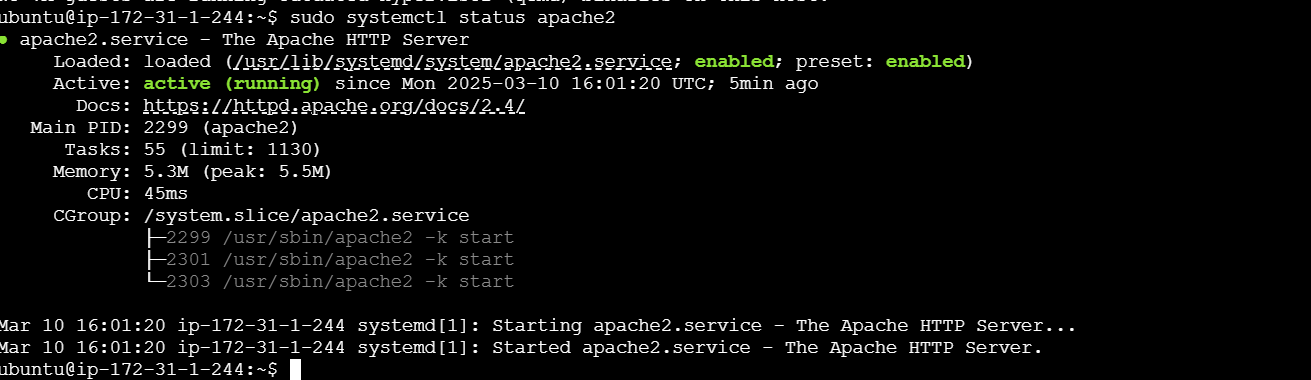 ubuntu@ip-172-31-1-244:~$ sudo systemctl status apache2
● apache2.service - The Apache HTTP Server
     Loaded: loaded (/usr/lib/systemd/system/apache2.service; enabled; preset: enabled)
     Active: active (running) since Mon 2025-03-10 16:01:20 UTC; 5min ago
       Docs: https://httpd.apache.org/docs/2.4/
   Main PID: 2299 (apache2)
      Tasks: 55 (limit: 1130)
     Memory: 5.3M (peak: 5.5M)
        CPU: 45ms
     CGroup: /system.slice/apache2.service
             ├─2299 /usr/sbin/apache2 -k start
             ├─2301 /usr/sbin/apache2 -k start
             └─2303 /usr/sbin/apache2 -k start

Mar 10 16:01:20 ip-172-31-1-244 systemd[1]: Starting apache2.service - The Apache HTTP Server...
Mar 10 16:01:20 ip-172-31-1-244 systemd[1]: Started apache2.service - The Apache HTTP Server.
ubuntu@ip-172-31-1-244:~$